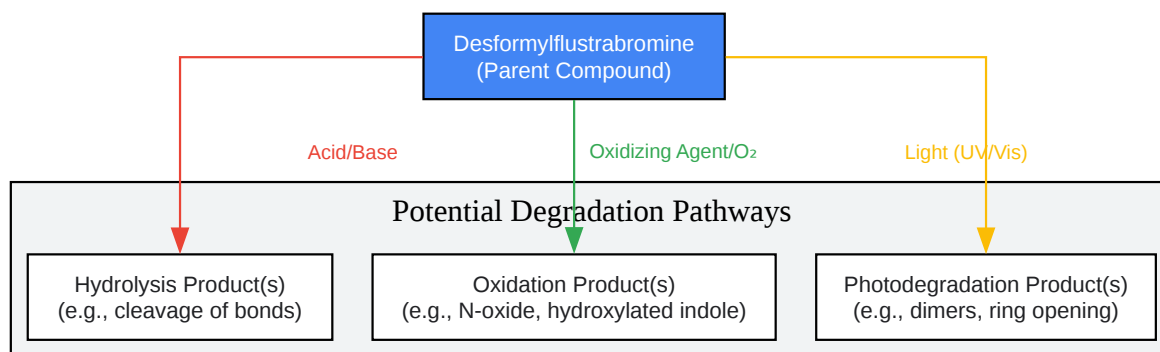 Desformylflustrabromine
(Parent Compound)
Acid/Base
Oxidizing Agent/O₂
Light (UV/Vis)
Potential Degradation Pathways
Hydrolysis Product(s)
(e.g., cleavage of bonds)
Oxidation Product(s)
(e.g., N-oxide, hydroxylated indole)
Photodegradation Product(s)
(e.g., dimers, ring opening)